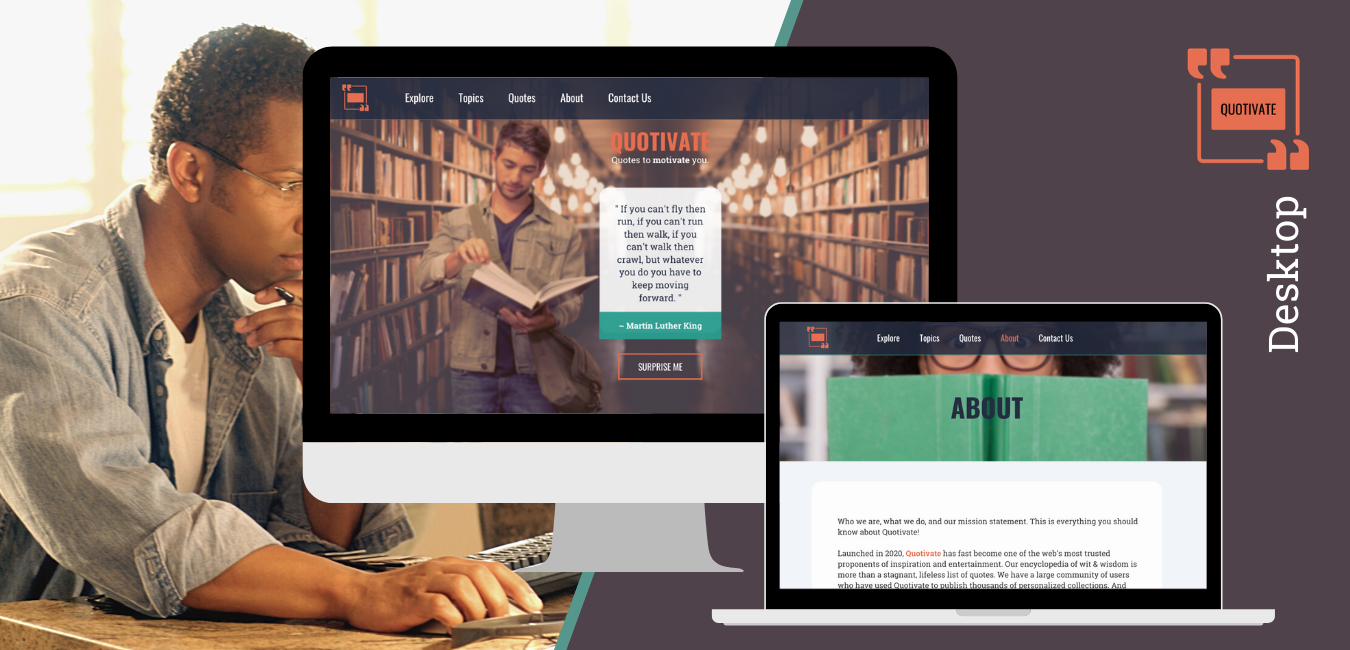 Explore Topics Quotes About Contact Us
QUOTIVATE
Quotes to motivate you.
" If you can't fly then
run, if you can't run
then walk, if you
can't walk then
crawl, but whatever
you do you have to
keep moving
forward. "
~ Martin Luther King
SURPRISE ME
QUOTIVATE
Desktop
Explore Topics Quotes About Contact Us
ABOUT
Who we are, what we do, and our mission statement. This is everything you should
know about Quotivate!
Launched in 2020, Quotivate has fast become one of the web's most trusted
proponents of inspiration and entertainment. Our encyclopedia of wit & wisdom is
more than a stagnant, lifeless list of quotes. We have a large community of users
who have used Quotivate to publish thousands of personalized collections. And